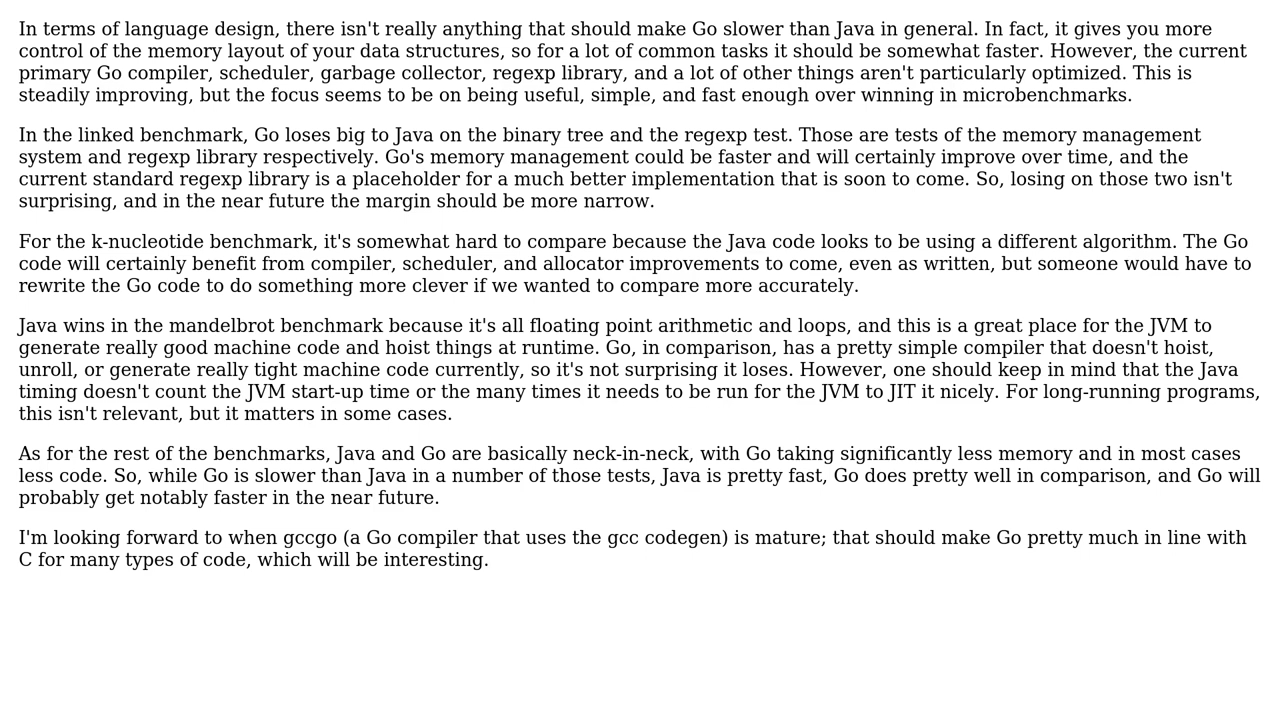 In terms of language design, there isn't really anything that should make Go slower than Java in general. In fact, it gives you more
control of the memory layout of your data structures, so for a lot of common tasks it should be somewhat faster. However, the current
primary Go compiler, scheduler, garbage collector, regexp library, and a lot of other things aren't particularly optimized. This is
steadily improving, but the focus seems to be on being useful, simple, and fast enough over winning in microbenchmarks.
In the linked benchmark, Go loses big to Java on the binary tree and the regexp test. Those are tests of the memory management
system and regexp library respectively. Go's memory management could be faster and will certainly improve over time, and the
current standard regexp library is a placeholder for a much better implementation that is soon to come. So, losing on those two isn't
surprising, and in the near future the margin should be more narrow.
For the k-nucleotide benchmark, it's somewhat hard to compare because the Java code looks to be using a different algorithm. The Go
code will certainly benefit from compiler, scheduler, and allocator improvements to come, even as written, but someone would have to
rewrite the Go code to do something more clever if we wanted to compare more accurately.
Java wins in the mandelbrot benchmark because it's all floating point arithmetic and loops, and this is a great place for the JVM to
generate really good machine code and hoist things at runtime. Go, in comparison, has a pretty simple compiler that doesn't hoist,
unroll, or generate really tight machine code currently, so it's not surprising it loses. However, one should keep in mind that the Java
timing doesn't count the JVM start-up time or the many times it needs to be run for the JVM to JIT it nicely. For long-running programs,
this isn't relevant, but it matters in some cases.
As for the rest of the benchmarks, Java and Go are basically neck-in-neck, with Go taking significantly less memory and in most cases
less code. So, while Go is slower than Java in a number of those tests, Java is pretty fast, Go does pretty well in comparison, and Go will
probably get notably faster in the near future.
I'm looking forward to when gccgo (a Go compiler that uses the gcc codegen) is mature; that should make Go pretty much in line with
C for many types of code, which will be interesting.